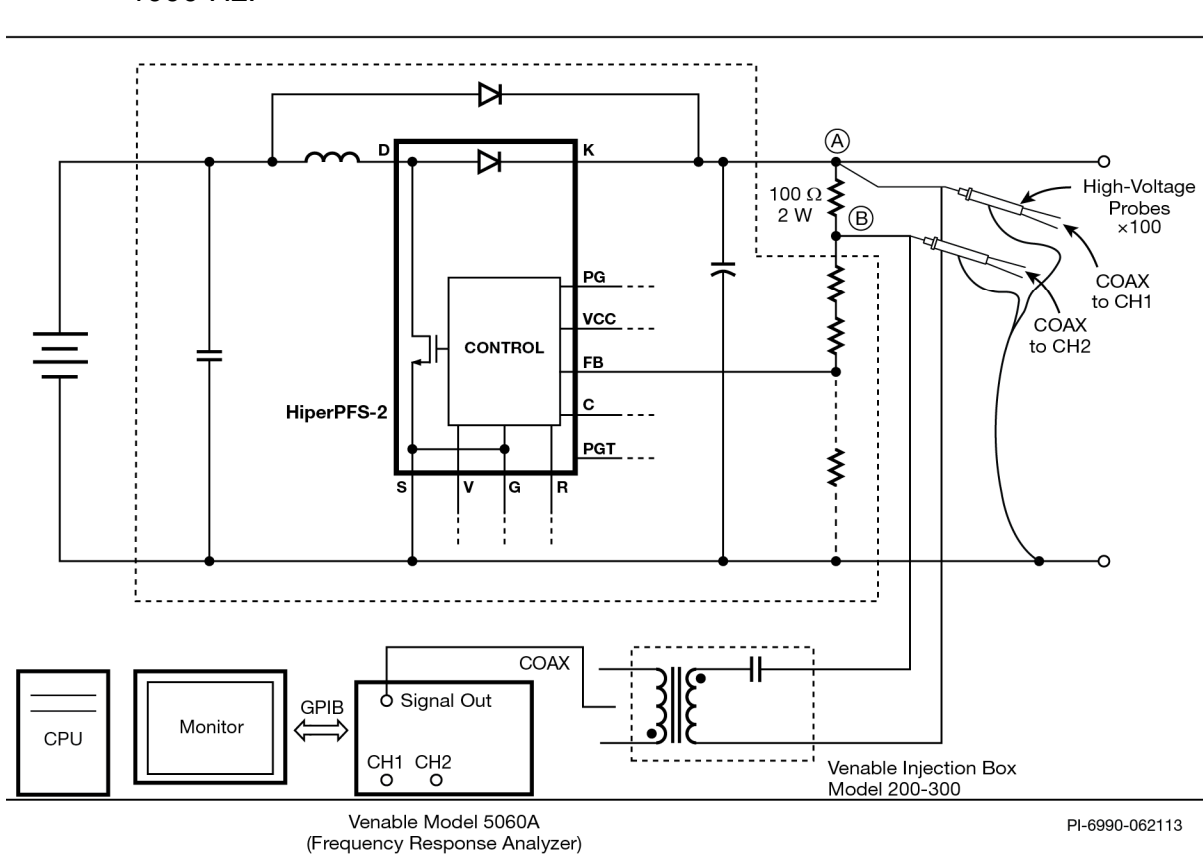 D
K
A
100 Ω
2 W
B
High-Voltage
Probes
×100
COAX
to CH1
COAX
to CH2
PG
VCC
CONTROL
FB
HiperPFS-2
C
PGT
S
V
G
R
COAX
Signal Out
GPIB
CPU
Monitor
CH1 CH2
Venable Injection Box
Model 200-300
Venable Model 5060A
(Frequency Response Analyzer)
PI-6990-062113